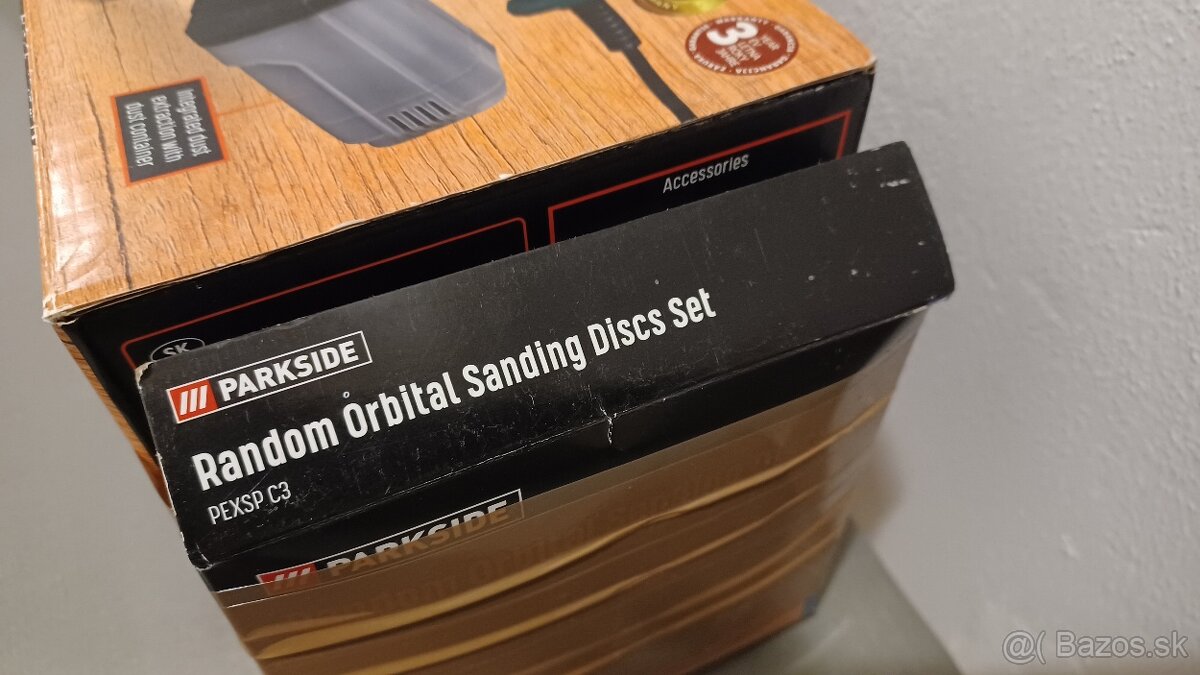 integrated dust
extraction with
dust container
3
Accessories
SK
PARKSIDE
Random Orbital Sanding Discs Set
PEXSP C3
PARKSIDE
@( Bazos.sk